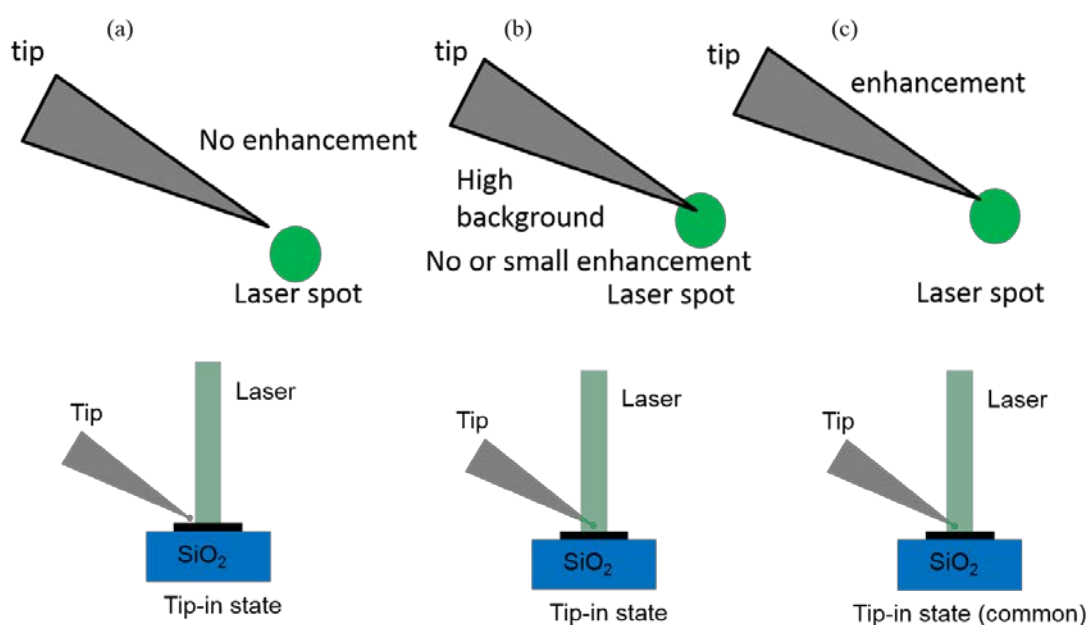 (a)
tip
No enhancement
Laser spot
(b)
tip
High
background
No or small enhancement
Laser spot
(c)
tip
enhancement
Laser spot
Laser
Tip
SiO₂
Tip-in state
Laser
Tip
SiO₂
Tip-in state
Laser
Tip
SiO₂
Tip-in state (common)